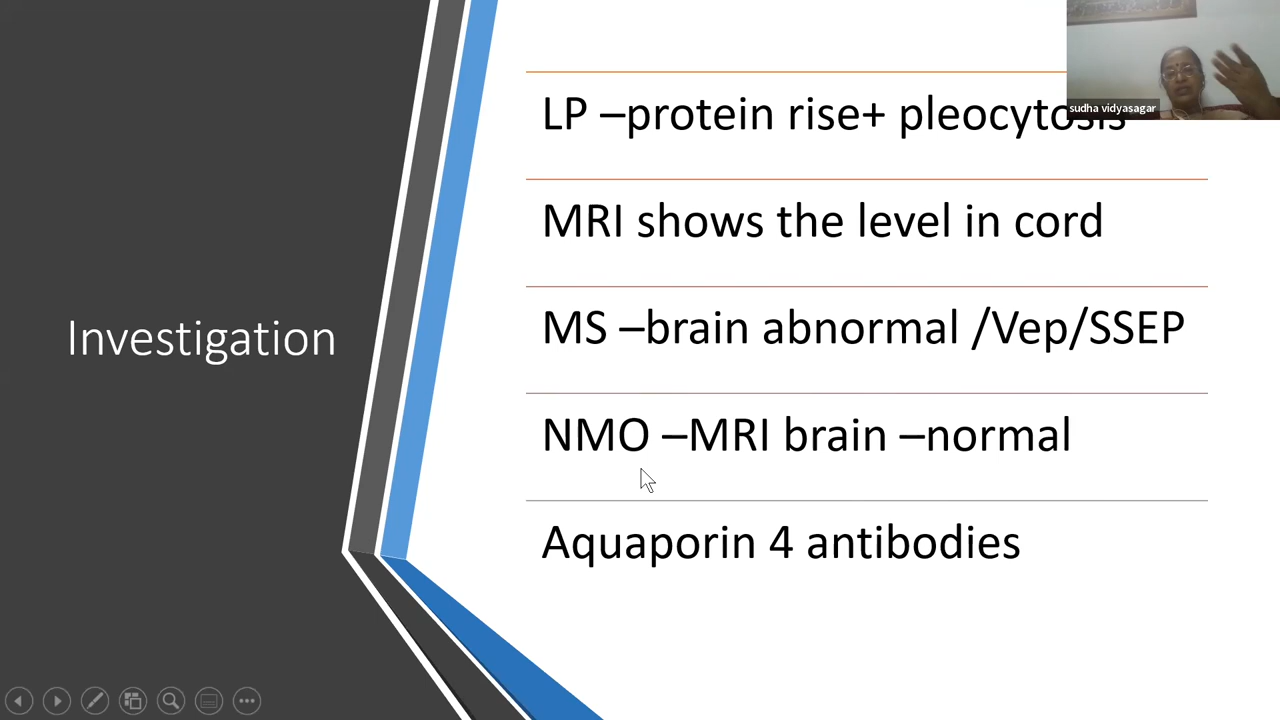 Investigation
LP –protein rise+ pleocytosis
MRI shows the level in cord
MS –brain abnormal /Vep/SSEP
NMO –MRI brain –normal
Aquaporin 4 antibodies
sudha vidyasagar